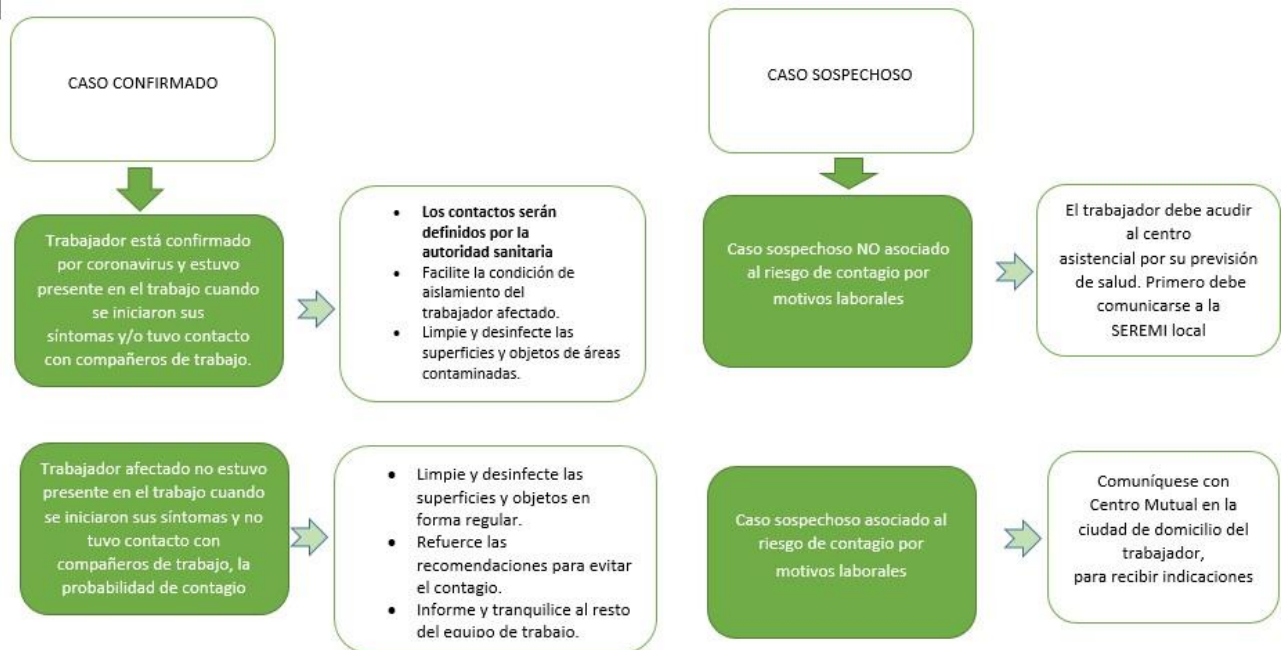 CASO CONFIRMADO
Trabajador está confirmado
por coronavirus y estuvo
presente en el trabajo cuando
se iniciaron sus
síntomas y/o tuvo contacto
con compañeros de trabajo.
• Los contactos serán
definidos por la
autoridad sanitaria
• Facilite la condición de
aislamiento del
trabajador afectado.
• Limpie y desinfecte las
superficies y objetos de áreas
contaminadas.
Trabajador afectado no estuvo
presente en el trabajo cuando
se iniciaron sus síntomas y no
tuvo contacto con
compañeros de trabajo, la
probabilidad de contagio
• Limpie y desinfecte las
superficies y objetos en
forma regular.
• Refuerce las
recomendaciones para evitar
el contagio.
• Informe y tranquilice al resto
del equipo de trabajo.
CASO SOSPECHOSO
Caso sospechoso NO asociado
al riesgo de contagio por
motivos laborales
El trabajador debe acudir
al centro
asistencial por su previsión
de salud. Primero debe
comunicarse a la
SEREMI local
Caso sospechoso asociado al
riesgo de contagio por
motivos laborales
Comuníquese con
Centro Mutual en la
ciudad de domicilio del
trabajador,
para recibir indicaciones